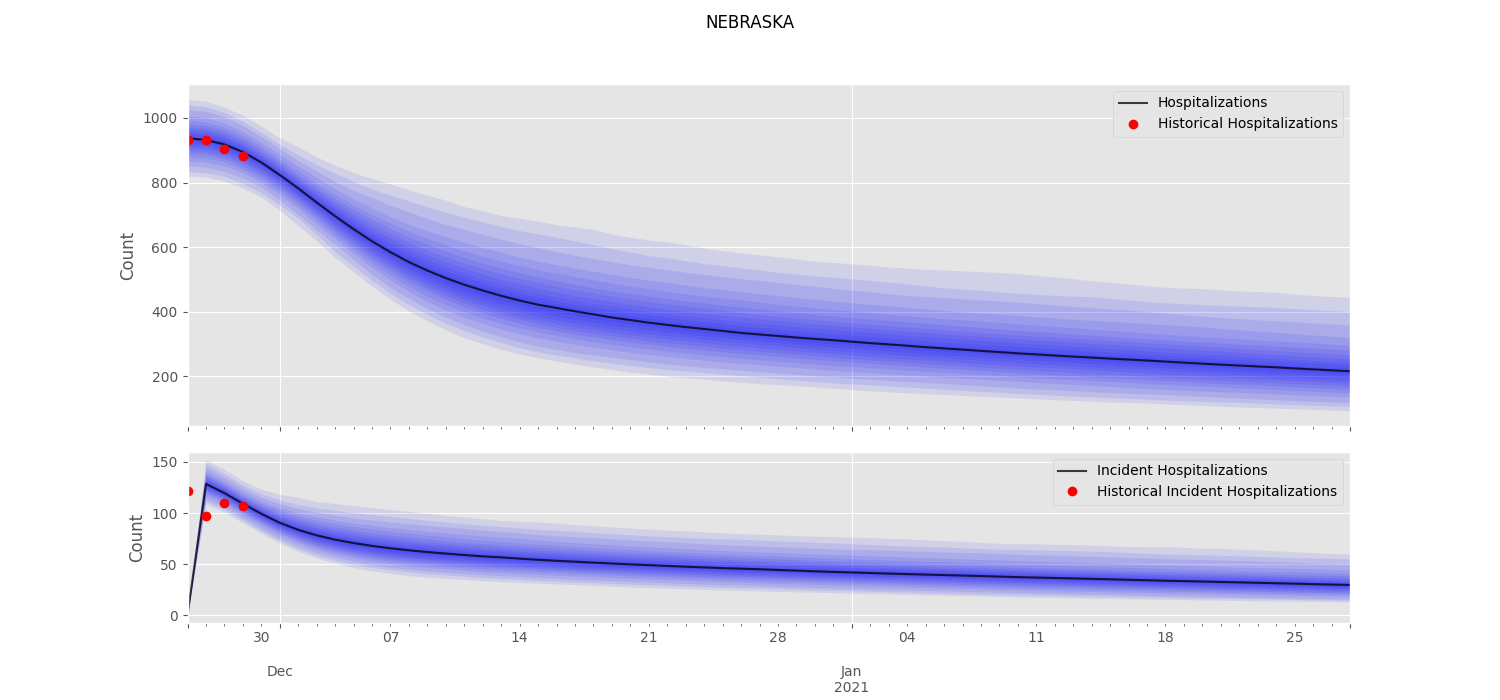 NEBRASKA
Hospitalizations
Historical Hospitalizations
1000
800
600
400
200
Count
Incident Hospitalizations
Historical Incident Hospitalizations
150
100
50
0
Count
30 07 14 21 28 04 11 18 25
Dec Jan
2021